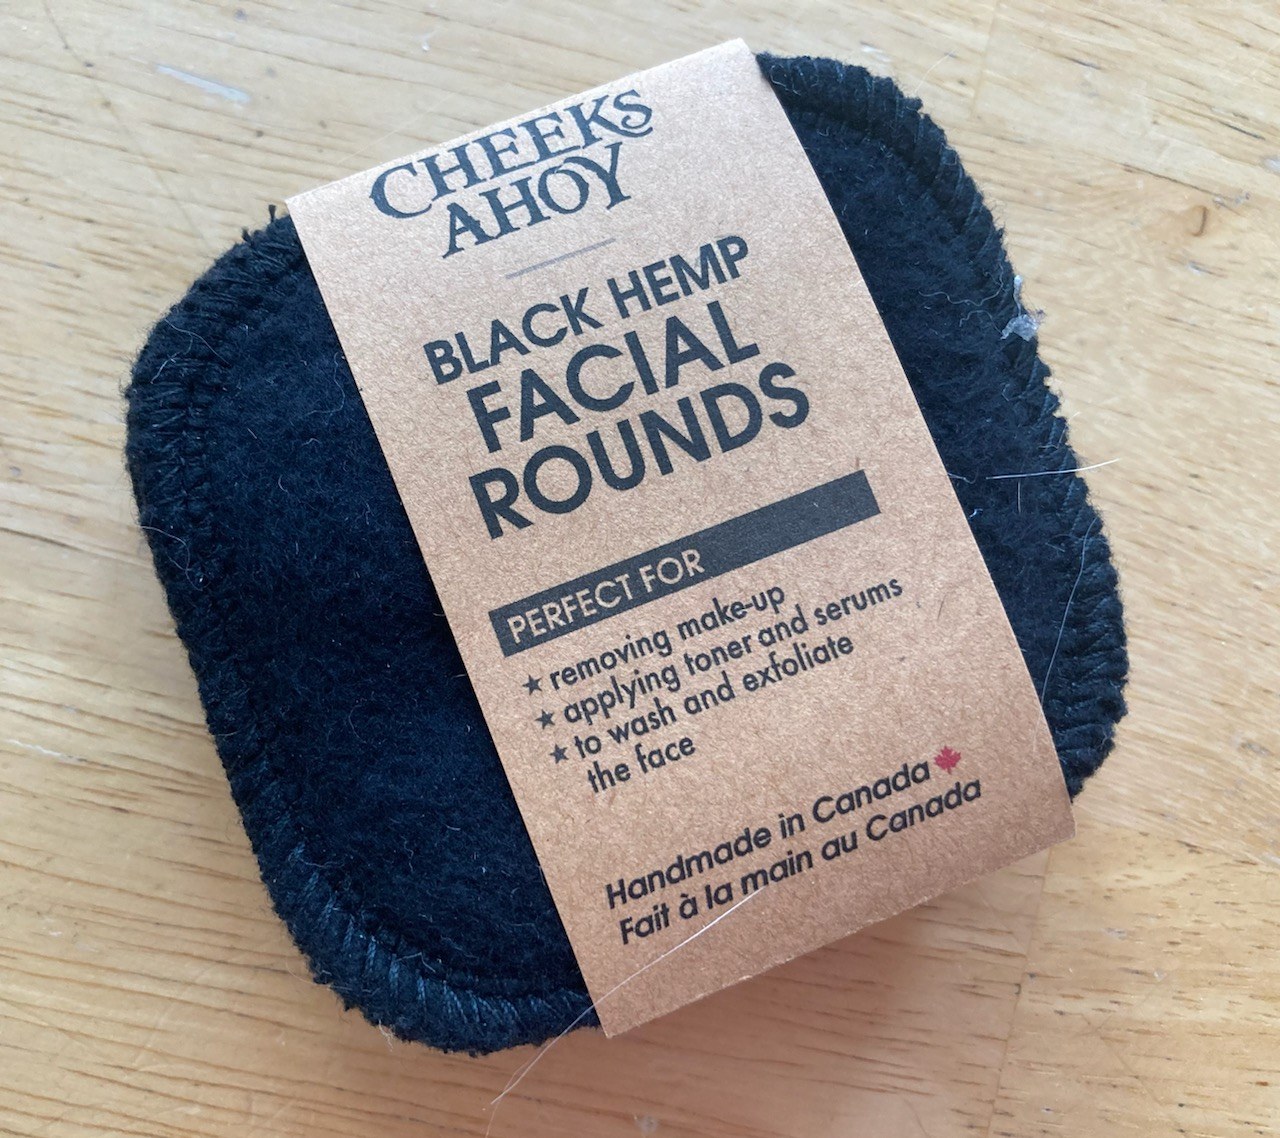 CHEEKS
AHOY
BLACK HEMP
FACIAL
ROUNDS
PERFECT FOR
★ removing make-up
★ applying toner and serums
★ to wash and exfoliate
the face
Handmade in Canada
Fait à la main au Canada